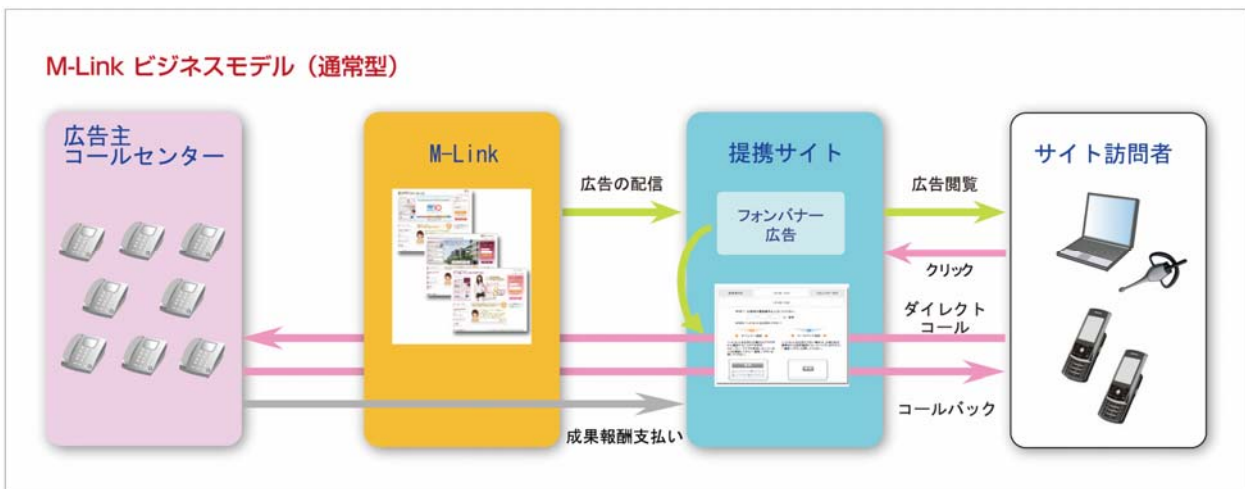 M-Link ビジネスモデル（通常型）
広告主
コールセンター
M-Link
提携サイト
サイト訪問者
広告の配信
フォンバナー
広告
広告閲覧
クリック
ダイレクト
コール
コールバック
成果報酬支払い